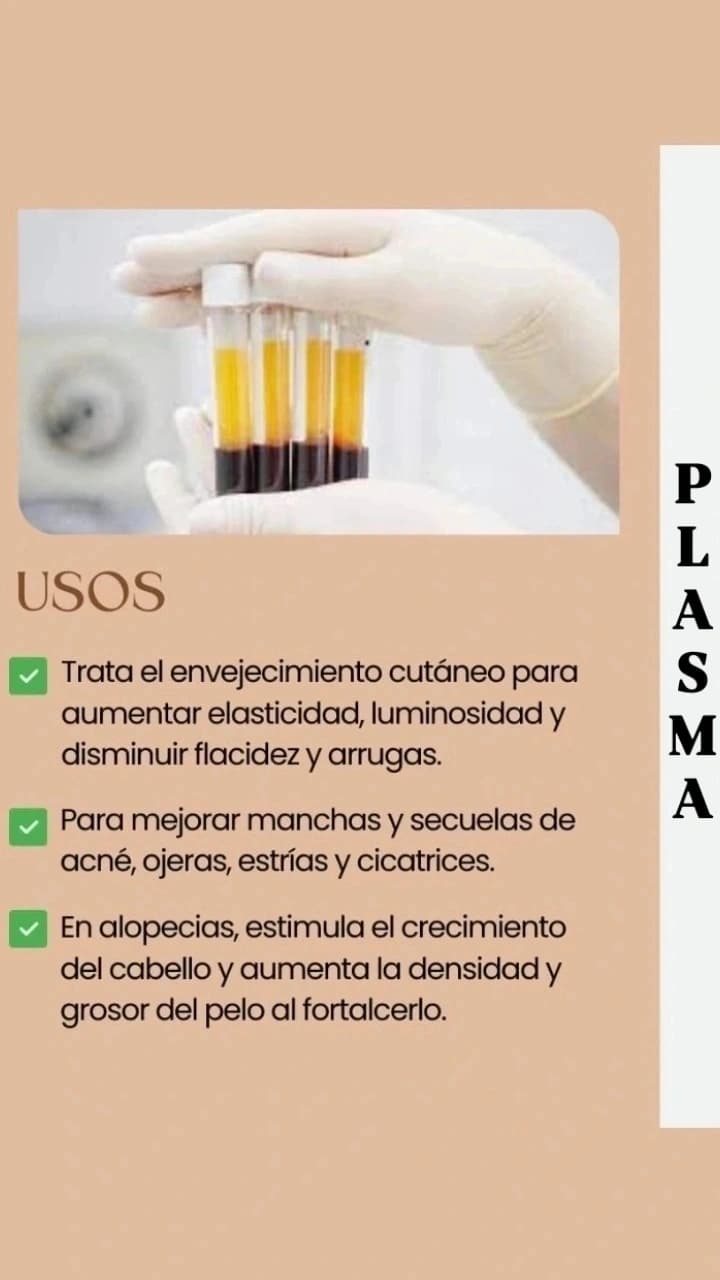 USOS
Trata el envejecimiento cutáneo para
aumentar elasticidad, luminosidad y
disminuir flacidez y arrugas.
Para mejorar manchas y secuelas de
acné, ojeras, estrías y cicatrices.
En alopecias, estimula el crecimiento
del cabello y aumenta la densidad y
grosor del pelo al fortalcerlo.
PLASMA